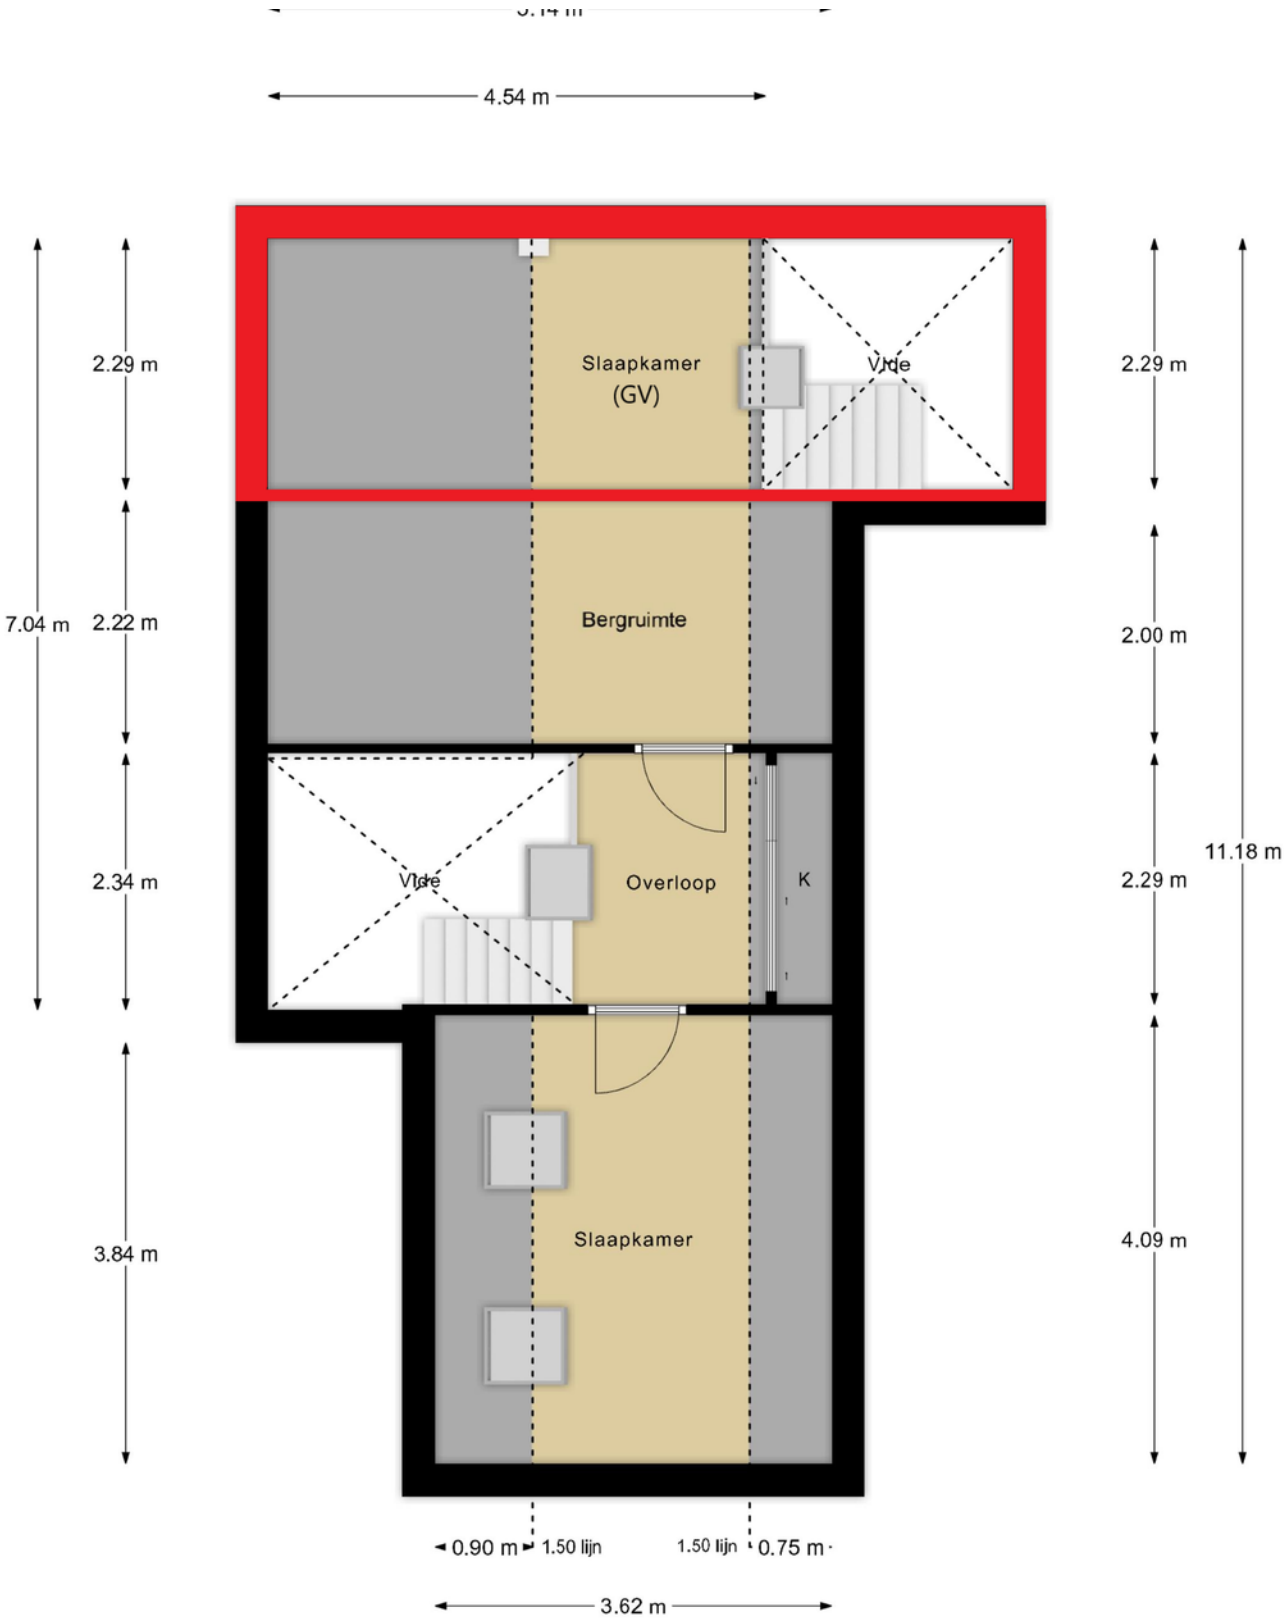 4.54 m
2.29 m
Slaapkamer
(GV)
Vide
2.29 m
7.04 m
2.22 m
Bergruimte
2.00 m
11.18 m
2.34 m
Vide
Overloop
K
2.29 m
3.84 m
Slaapkamer
4.09 m
0.90 m
1.50 lijn
1.50 lijn
0.75 m
3.62 m